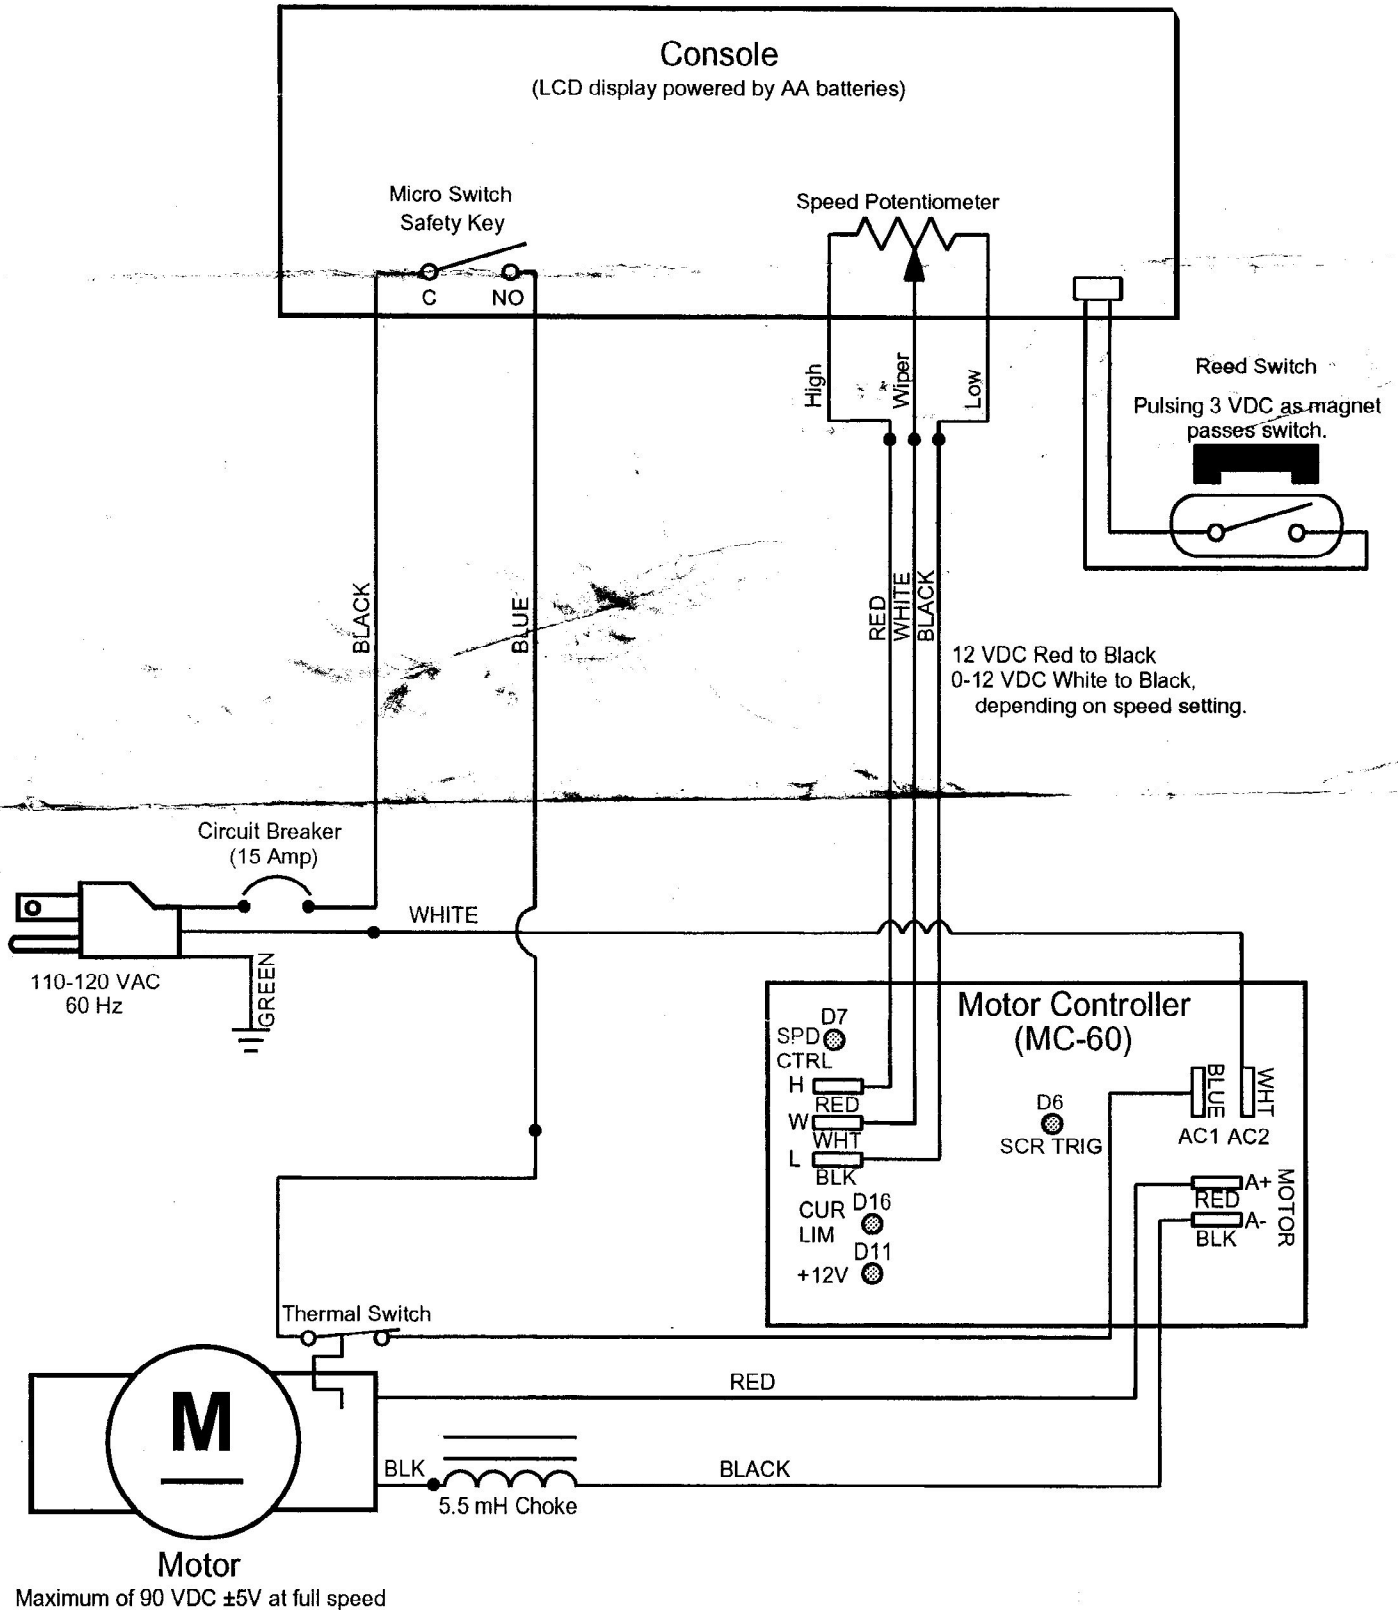 Console
(LCD display powered by AA batteries)
Micro Switch
Safety Key
C
NO
Speed Potentiometer
High
Wiper
Low
Reed Switch
Pulsing 3 VDC as magnet
passes switch.
BLACK
BLUE
RED
WHITE
BLACK
12 VDC Red to Black
0-12 VDC White to Black,
depending on speed setting.
Circuit Breaker
(15 Amp)
WHITE
110-120 VAC
60 Hz
GREEN
Motor Controller
(MC-60)
D7
SPD
CTRL
H
RED
W
WHT
L
BLK
CUR
LIM
D16
D11
+12V
D6
SCR TRIG
BLUE
WHT
AC1 AC2
A+
RED
A-
BLK
MOTOR
Thermal Switch
M
RED
BLK
BLACK
5.5 mH Choke
Motor
Maximum of 90 VDC ±5V at full speed